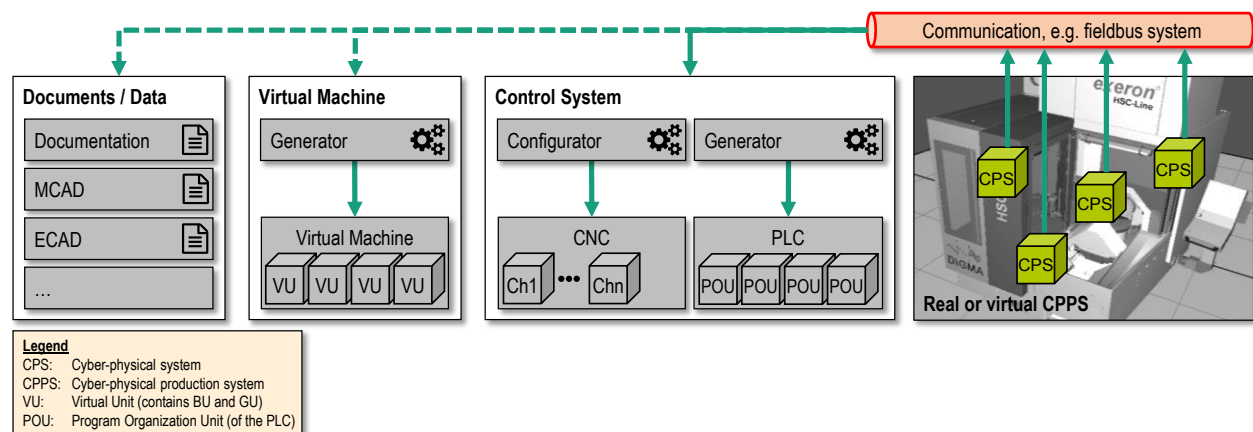 Communication, e.g. fieldbus system
Documents / Data
Documentation
MCAD
ECAD
...
Virtual Machine
Generator
Virtual Machine
VU VU VU VU
Control System
Configurator
Generator
CNC
Ch1 ••• Chn
PLC
POU POU POU POU
exeron
HSC-Line
CPS
CPS
CPS
CPS
HSC
DIGMA
Real or virtual CPPS
Legend
CPS: Cyber-physical system
CPPS: Cyber-physical production system
VU: Virtual Unit (contains BU and GU)
POU: Program Organization Unit (of the PLC)